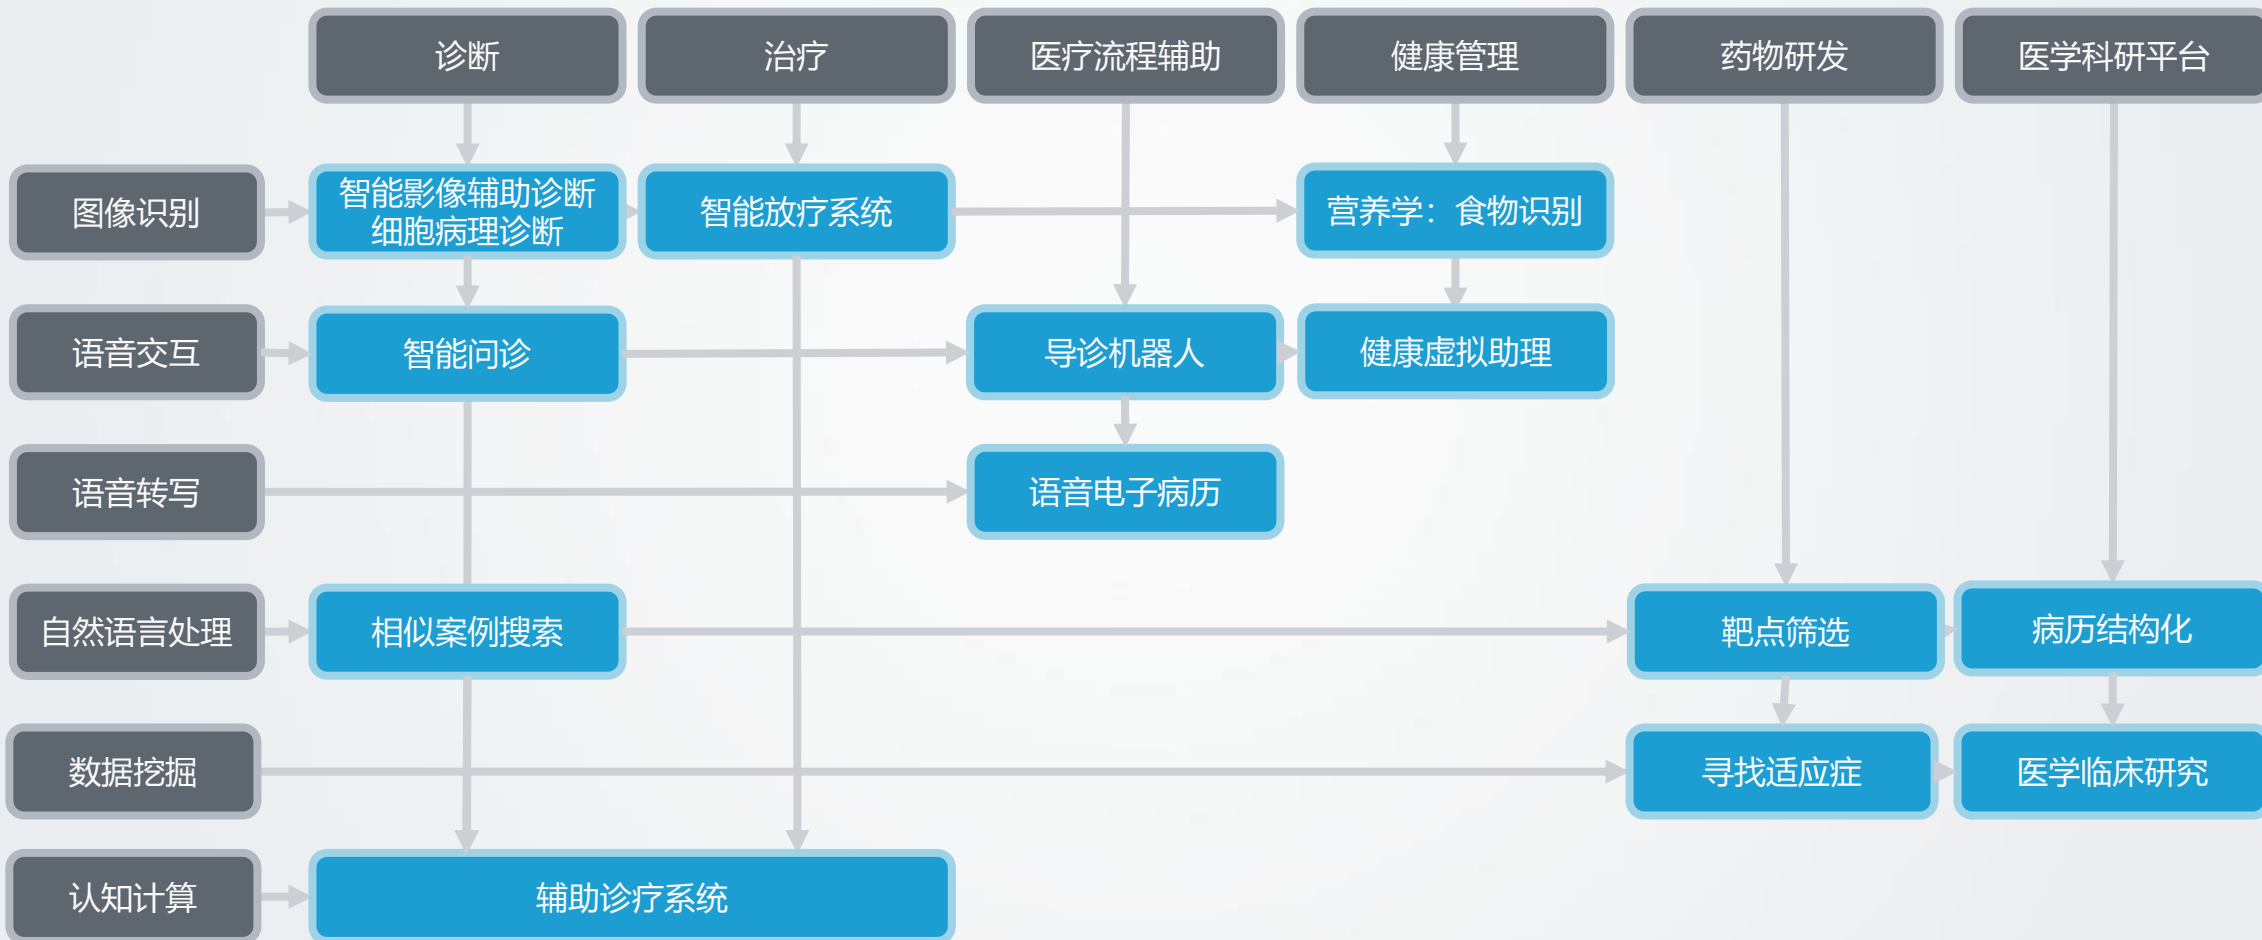 诊断
治疗
医疗流程辅助
健康管理
药物研发
医学科研平台
图像识别
智能影像辅助诊断
细胞病理诊断
智能放疗系统
营养学：食物识别
语音交互
智能问诊
导诊机器人
健康虚拟助理
语音转写
语音电子病历
自然语言处理
相似案例搜索
靶点筛选
病历结构化
数据挖掘
寻找适应症
医学临床研究
认知计算
辅助诊疗系统